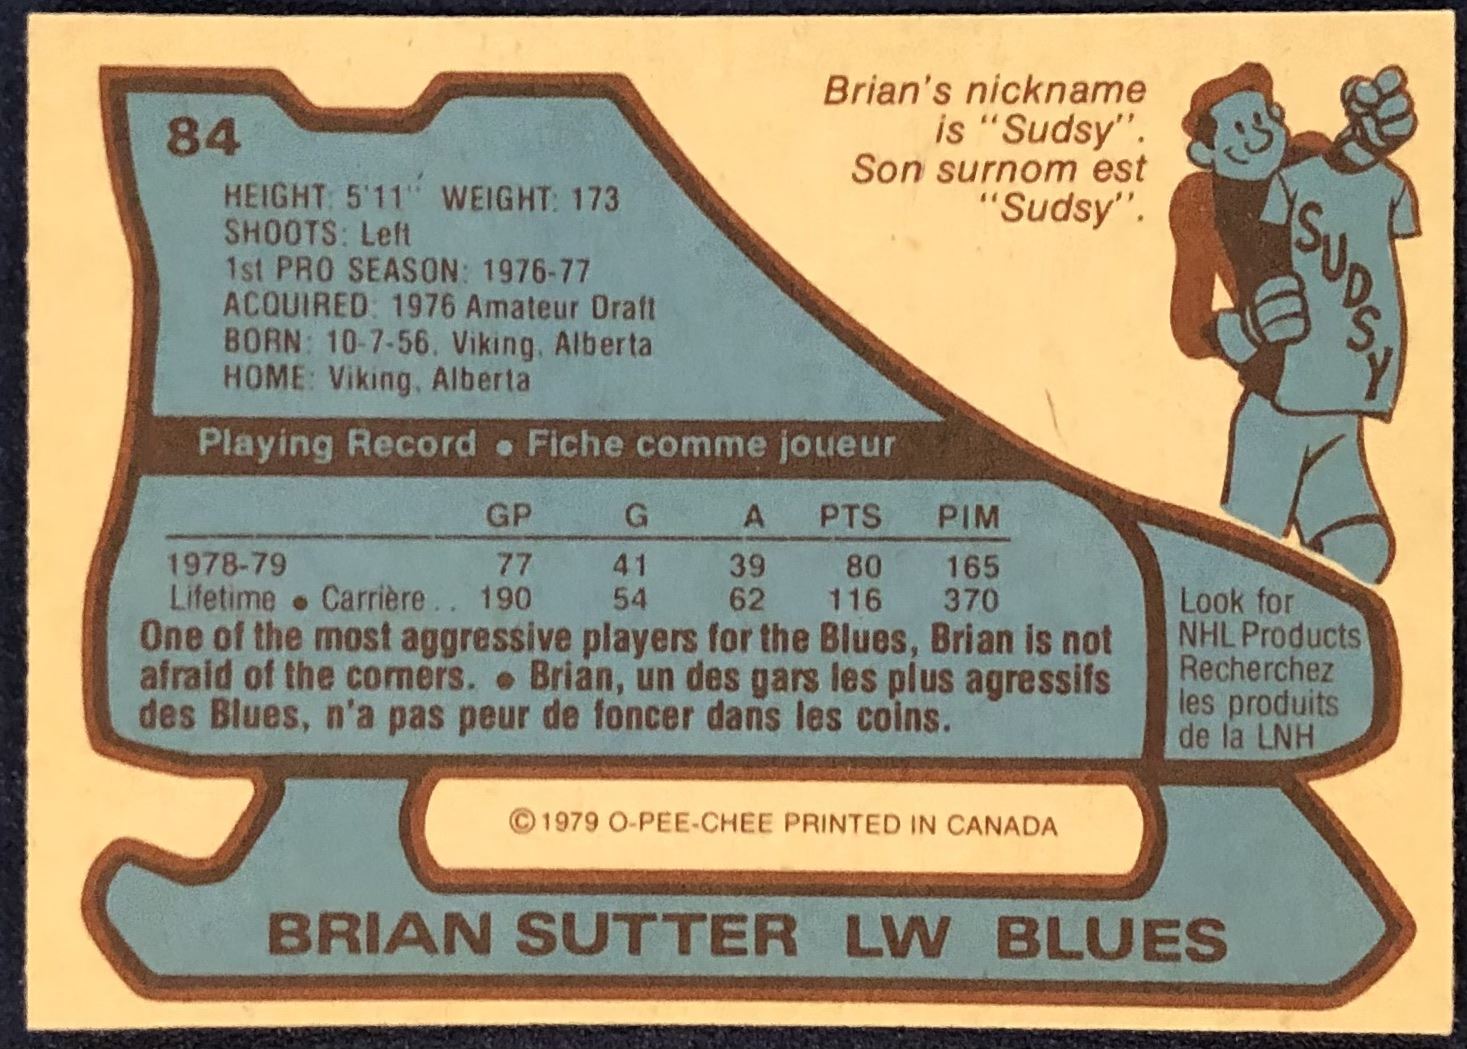 84
Brian's nickname
is "Sudsy".
Son surnom est
"Sudsy".
SUDSY
HEIGHT: 5'11" WEIGHT: 173
SHOOTS: Left
1st PRO SEASON: 1976-77
ACQUIRED: 1976 Amateur Draft
BORN: 10-7-56, Viking, Alberta
HOME: Viking, Alberta
Playing Record • Fiche comme joueur
GP G A PTS PIM
1978-79 77 41 39 80 165
Lifetime • Carrière .. 190 54 62 116 370
One of the most aggressive players for the Blues, Brian is not
afraid of the corners. • Brian, un des gars les plus agressifs
des Blues, n'a pas peur de foncer dans les coins.
Look for
NHL Products
Recherchez
les produits
de la LNH
©1979 O-PEE-CHEE PRINTED IN CANADA
BRIAN SUTTER LW BLUES